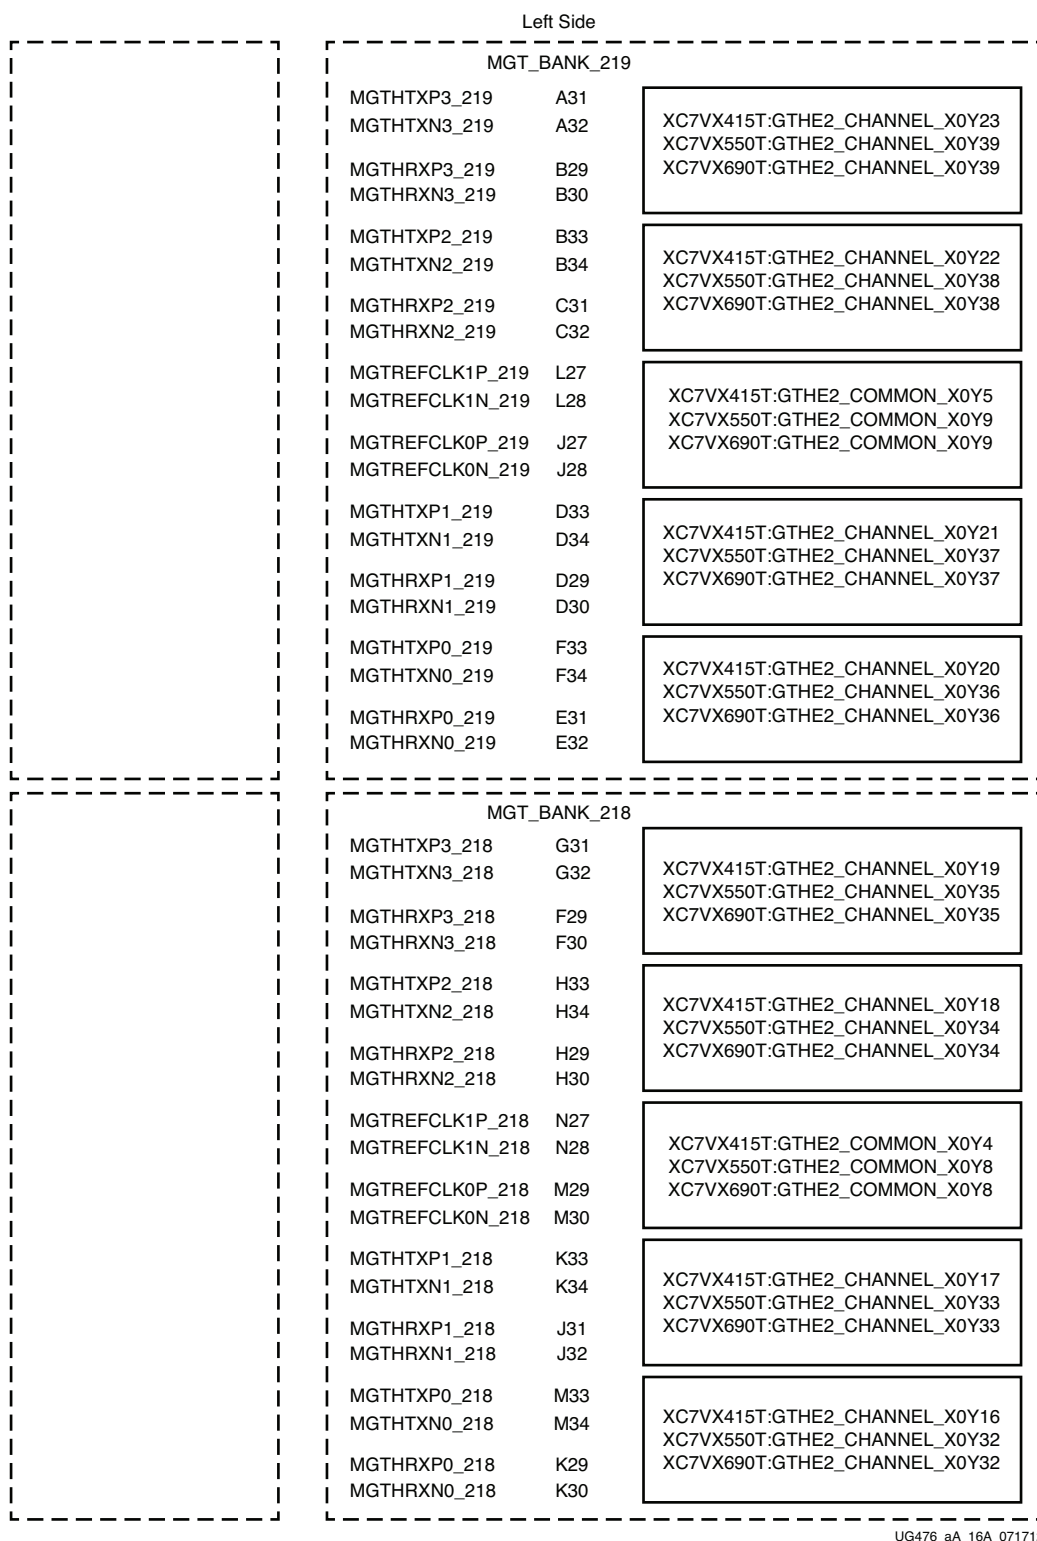 Left Side
MGT_BANK_219
MGTHTXP3_219 A31
MGTHTXN3_219 A32
MGTHRXP3_219 B29
MGTHRXN3_219 B30
XC7VX415T:GTHE2_CHANNEL_X0Y23
XC7VX550T:GTHE2_CHANNEL_X0Y39
XC7VX690T:GTHE2_CHANNEL_X0Y39
MGTHTXP2_219 B33
MGTHTXN2_219 B34
MGTHRXP2_219 C31
MGTHRXN2_219 C32
XC7VX415T:GTHE2_CHANNEL_X0Y22
XC7VX550T:GTHE2_CHANNEL_X0Y38
XC7VX690T:GTHE2_CHANNEL_X0Y38
MGTREFCLK1P_219 L27
MGTREFCLK1N_219 L28
MGTREFCLK0P_219 J27
MGTREFCLK0N_219 J28
XC7VX415T:GTHE2_COMMON_X0Y5
XC7VX550T:GTHE2_COMMON_X0Y9
XC7VX690T:GTHE2_COMMON_X0Y9
MGTHTXP1_219 D33
MGTHTXN1_219 D34
MGTHRXP1_219 D29
MGTHRXN1_219 D30
XC7VX415T:GTHE2_CHANNEL_X0Y21
XC7VX550T:GTHE2_CHANNEL_X0Y37
XC7VX690T:GTHE2_CHANNEL_X0Y37
MGTHTXP0_219 F33
MGTHTXN0_219 F34
MGTHRXP0_219 E31
MGTHRXN0_219 E32
XC7VX415T:GTHE2_CHANNEL_X0Y20
XC7VX550T:GTHE2_CHANNEL_X0Y36
XC7VX690T:GTHE2_CHANNEL_X0Y36
MGT_BANK_218
MGTHTXP3_218 G31
MGTHTXN3_218 G32
MGTHRXP3_218 F29
MGTHRXN3_218 F30
XC7VX415T:GTHE2_CHANNEL_X0Y19
XC7VX550T:GTHE2_CHANNEL_X0Y35
XC7VX690T:GTHE2_CHANNEL_X0Y35
MGTHTXP2_218 H33
MGTHTXN2_218 H34
MGTHRXP2_218 H29
MGTHRXN2_218 H30
XC7VX415T:GTHE2_CHANNEL_X0Y18
XC7VX550T:GTHE2_CHANNEL_X0Y34
XC7VX690T:GTHE2_CHANNEL_X0Y34
MGTREFCLK1P_218 N27
MGTREFCLK1N_218 N28
MGTREFCLK0P_218 M29
MGTREFCLK0N_218 M30
XC7VX415T:GTHE2_COMMON_X0Y4
XC7VX550T:GTHE2_COMMON_X0Y8
XC7VX690T:GTHE2_COMMON_X0Y8
MGTHTXP1_218 K33
MGTHTXN1_218 K34
MGTHRXP1_218 J31
MGTHRXN1_218 J32
XC7VX415T:GTHE2_CHANNEL_X0Y17
XC7VX550T:GTHE2_CHANNEL_X0Y33
XC7VX690T:GTHE2_CHANNEL_X0Y33
MGTHTXP0_218 M33
MGTHTXN0_218 M34
MGTHRXP0_218 K29
MGTHRXN0_218 K30
XC7VX415T:GTHE2_CHANNEL_X0Y16
XC7VX550T:GTHE2_CHANNEL_X0Y32
XC7VX690T:GTHE2_CHANNEL_X0Y32